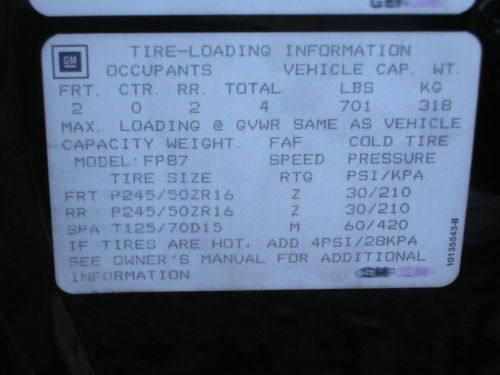 GM
TIRE-LOADING INFORMATION
OCCUPANTS VEHICLE CAP. WT.
FRT. CTR. RR. TOTAL LBS KG
2 0 2 4 701 318
MAX. LOADING @ GVWR SAME AS VEHICLE
CAPACITY WEIGHT. FAF COLD TIRE
MODEL:FP87 SPEED PRESSURE
TIRE SIZE RTG PSI/KPA
FRT P245/50ZR16 Z 30/210
RR P245/50ZR16 Z 30/210
SPA T125/70D15 M 60/420
IF TIRES ARE HOT, ADD 4PSI/28KPA
SEE OWNER'S MANUAL FOR ADDITIONAL
INFORMATION
10135543-B